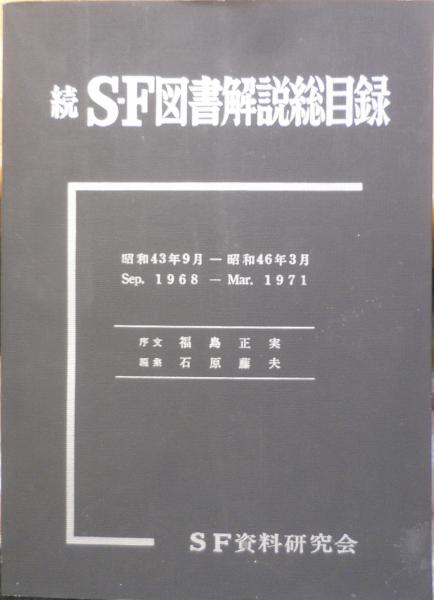 続 S-F図書解説総目録
昭和43年9月 — 昭和46年3月
Sep. 1968 — Mar. 1971
序文 福島正実
編集 石原藤夫
SF資料研究会